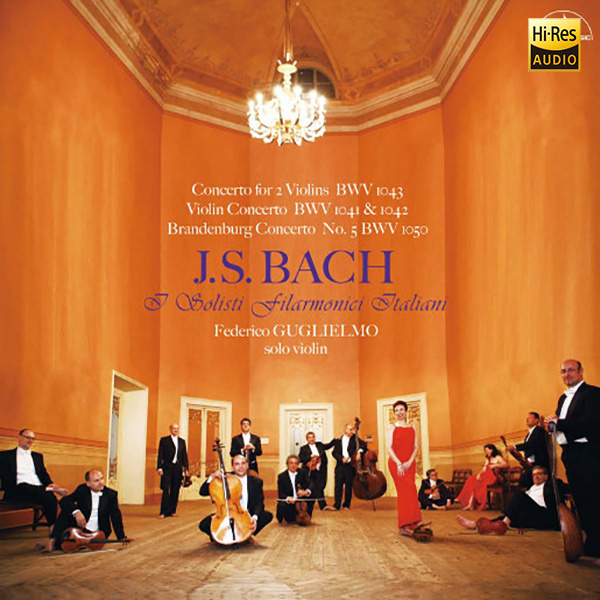 Hi-Res
AUDIO
Concerto for 2 Violins BWV 1043
Violin Concerto BWV 1041 & 1042
Brandenburg Concerto No. 5 BWV 1050
J.S. BACH
I Solisti Filarmonici Italiani
Federico GUGLIELMO
solo violin